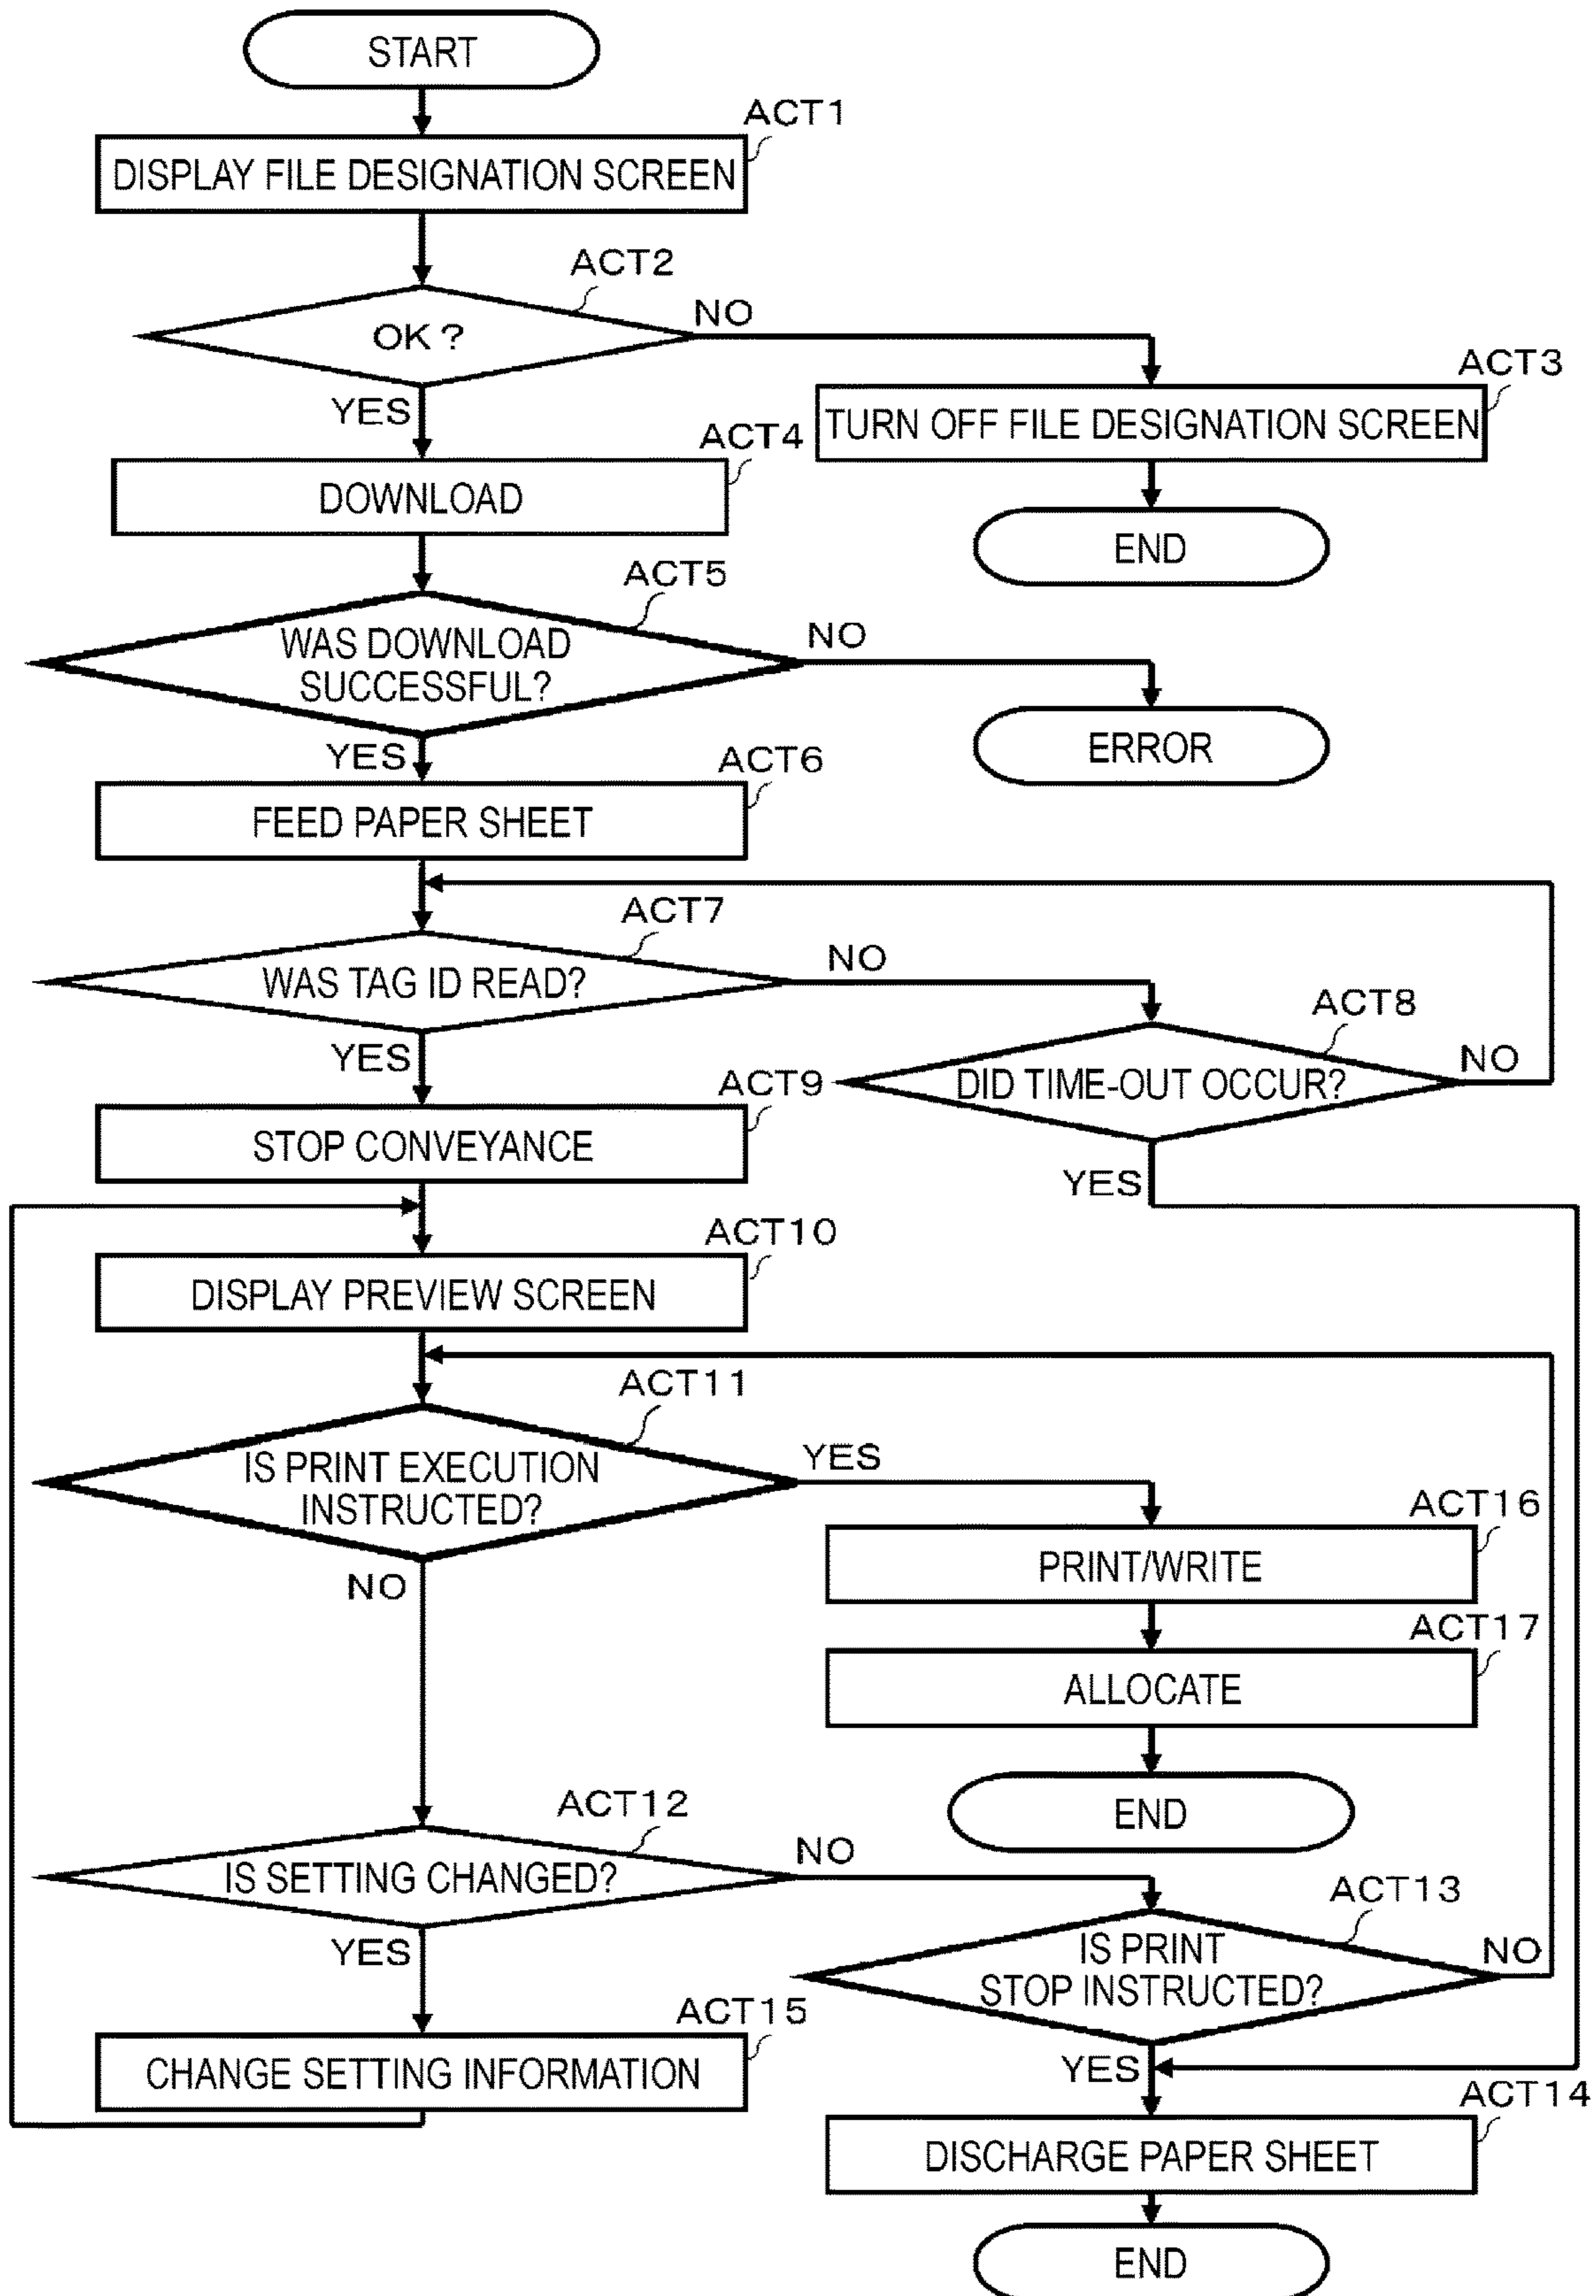 START
ACT1
DISPLAY FILE DESIGNATION SCREEN
ACT2
OK ?
NO
YES
ACT3
TURN OFF FILE DESIGNATION SCREEN
END
ACT4
DOWNLOAD
ACT5
WAS DOWNLOAD
SUCCESSFUL?
NO
ERROR
YES
ACT6
FEED PAPER SHEET
ACT7
WAS TAG ID READ?
NO
YES
ACT8
DID TIME-OUT OCCUR?
NO
YES
ACT9
STOP CONVEYANCE
ACT10
DISPLAY PREVIEW SCREEN
ACT11
IS PRINT EXECUTION
INSTRUCTED?
YES
NO
ACT16
PRINT/WRITE
ACT17
ALLOCATE
END
ACT12
IS SETTING CHANGED?
NO
YES
ACT13
IS PRINT
STOP INSTRUCTED?
NO
YES
ACT15
CHANGE SETTING INFORMATION
ACT14
DISCHARGE PAPER SHEET
END